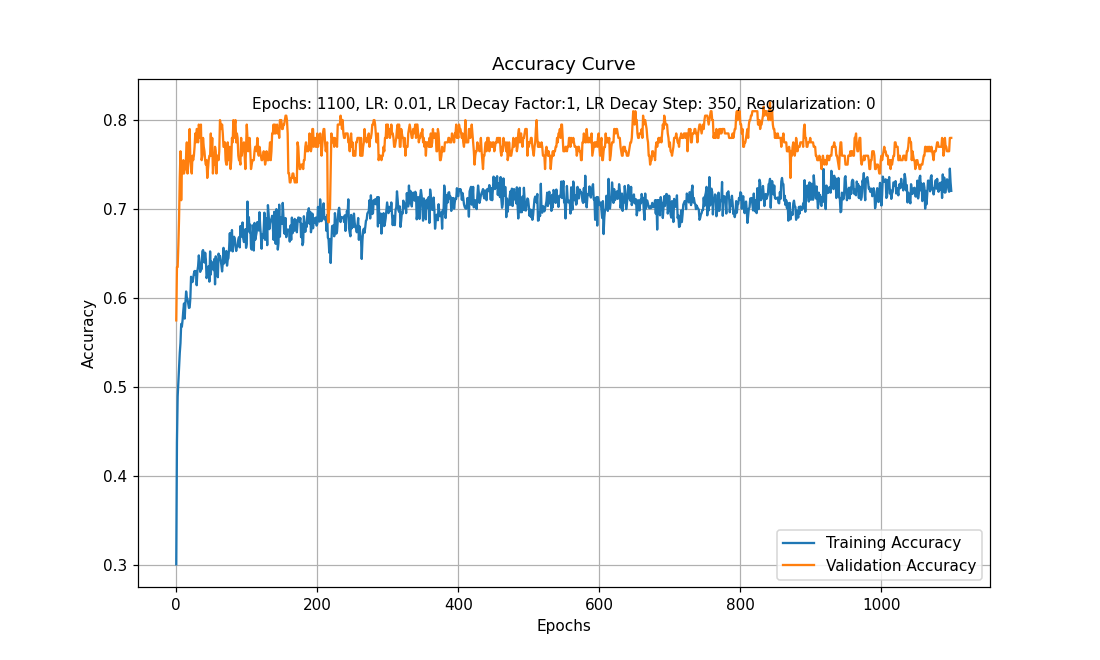 Accuracy Curve
Epochs: 1100, LR: 0.01, LR Decay Factor:1, LR Decay Step: 350, Regularization: 0
0.8
0.7
0.6
0.5
0.4
0.3
Accuracy
Training Accuracy
Validation Accuracy
0 200 400 600 800 1000
Epochs